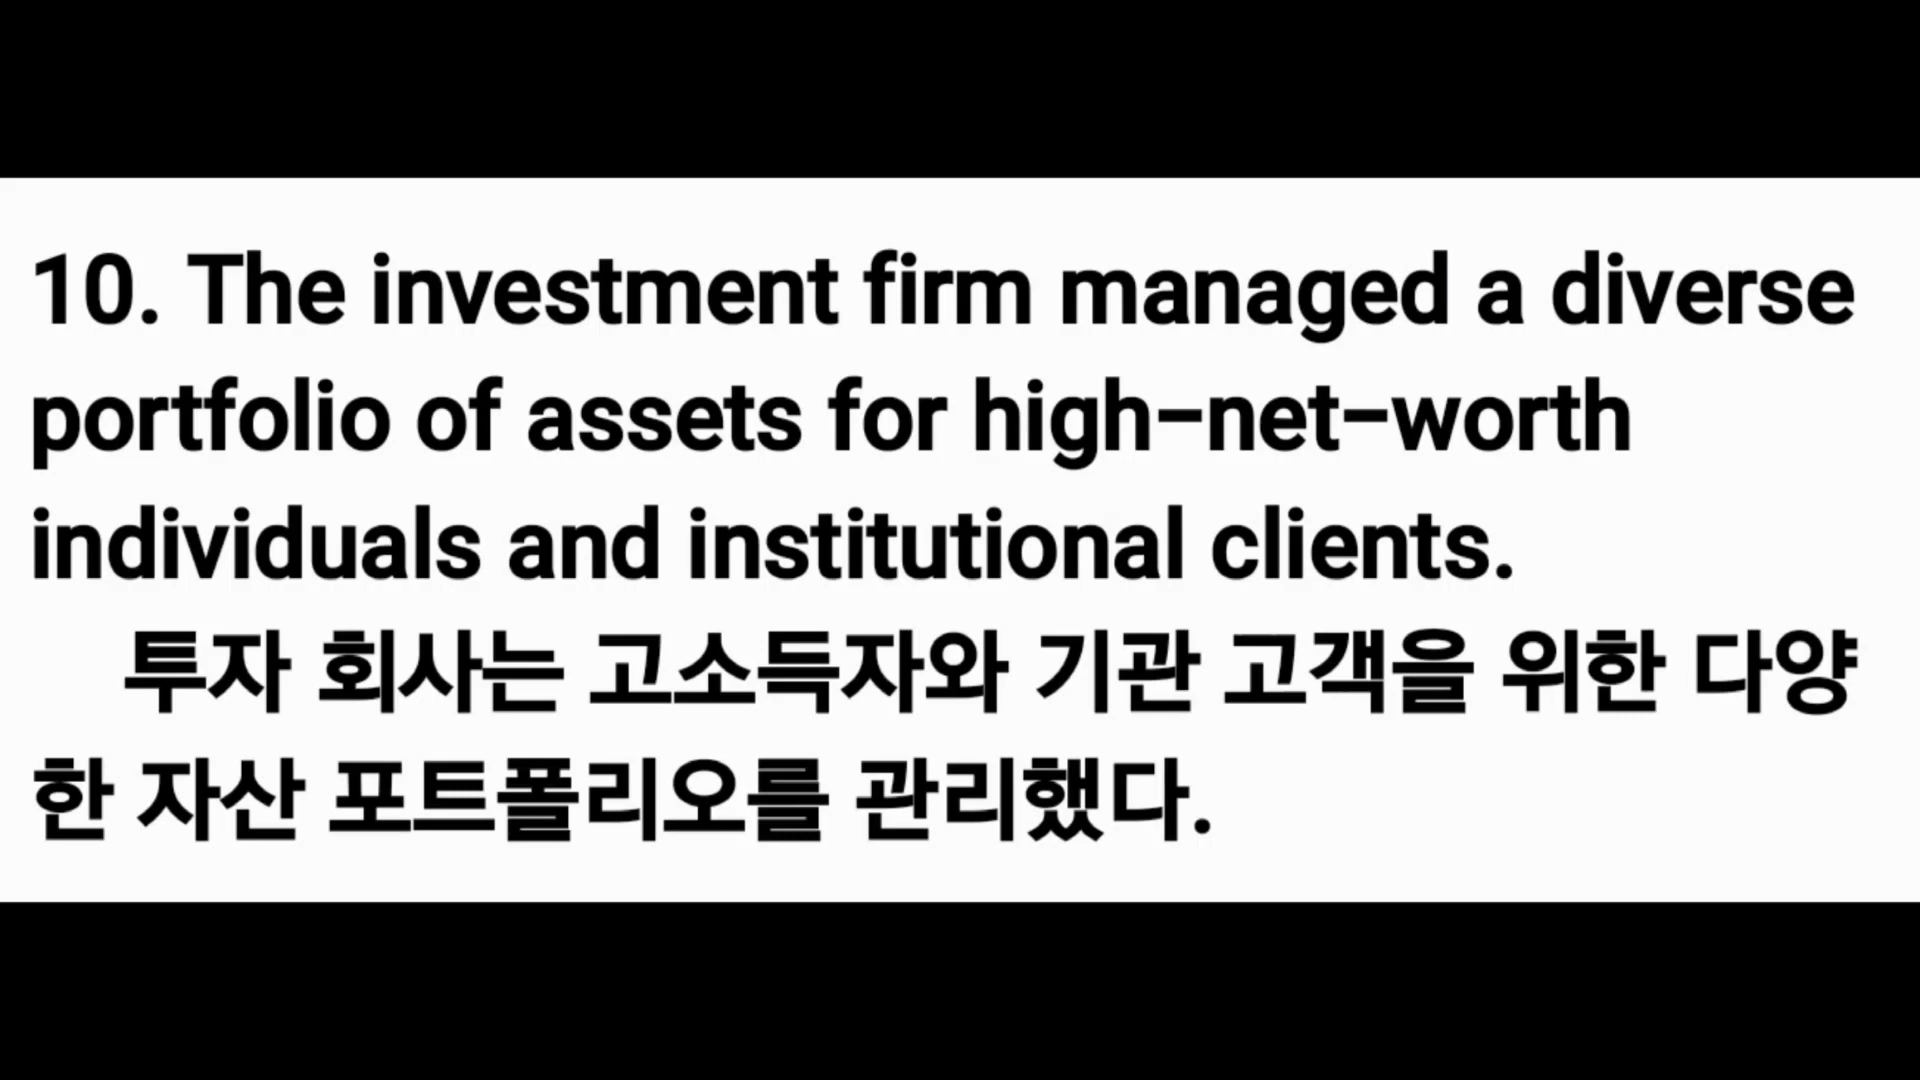 10. The investment firm managed a diverse
portfolio of assets for high-net-worth
individuals and institutional clients.
투자 회사는 고소득자와 기관 고객을 위한 다양
한 자산 포트폴리오를 관리했다.